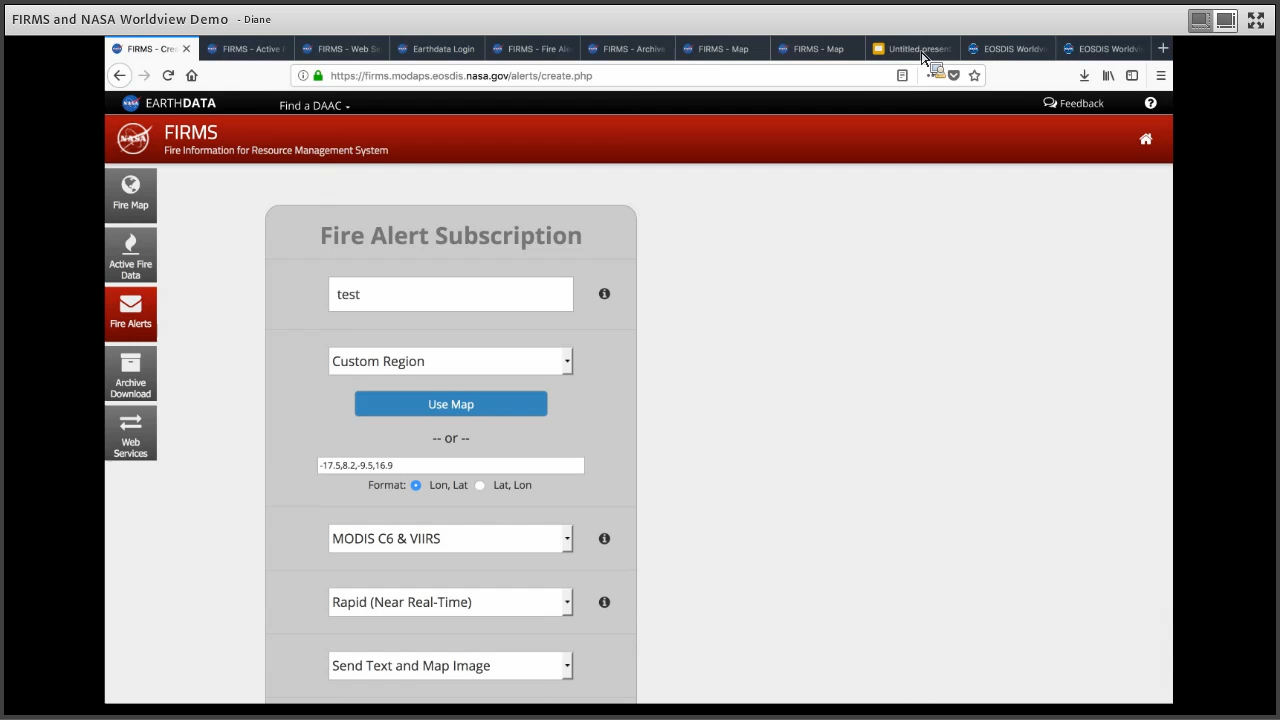 FIRMS and NASA Worldview Demo - Diane
FIRMS - Cre
FIRMS - Active
FIRMS - Web Se
Earthdata Login
FIRMS - Fire Ale
FIRMS - Archive
FIRMS - Map
FIRMS - Map
Untitled present
EOSDIS Worldv
EOSDIS Worldv
https://firms.modaps.eosdis.nasa.gov/alerts/create.php
EARTHDATA
Find a DAAC
Feedback
NASA
FIRMS
Fire Information for Resource Management System
Fire Map
Active Fire
Data
Fire Alerts
Archive
Download
Web
Services
Fire Alert Subscription
test
Custom Region
Use Map
-- or --
-17.5,8.2,-9.5,16.9
Format: Lon, Lat Lat, Lon
MODIS C6 & VIIRS
Rapid (Near Real-Time)
Send Text and Map Image